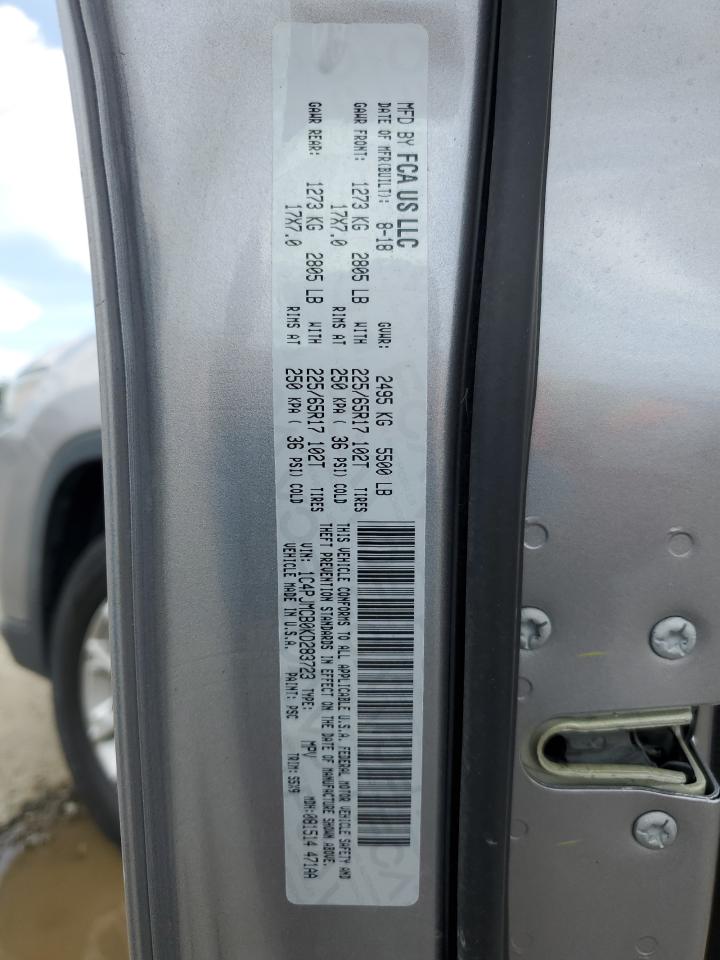 MFD BY FCA US LLC
DATE OF MFR(BUILT): 8-18 GVWR: 2495 KG 5500 LB
GAWR FRONT: 1273 KG 2805 LB WITH 225/65R17 102T TIRES
17X7.0 RIMS AT 250 KPA ( 36 PSI) COLD
GAWR REAR: 1273 KG 2805 LB WITH 225/65R17 102T TIRES
17X7.0 RIMS AT 250 KPA ( 36 PSI) COLD
THIS VEHICLE CONFORMS TO ALL APPLICABLE U.S.A. FEDERAL MOTOR VEHICLE SAFETY AND
THEFT PREVENTION STANDARDS IN EFFECT ON THE DATE OF MANUFACTURE SHOWN ABOVE.
VIN: 1C4PJMCB0KD283723 TYPE: MPV MDH:081514 471AA
VEHICLE MADE IN U.S.A. PAINT: PSC TRIM: S5X9